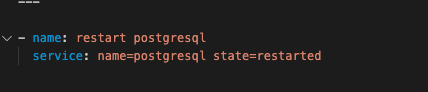 ---
- name: restart postgresql
service: name=postgresql state=restarted